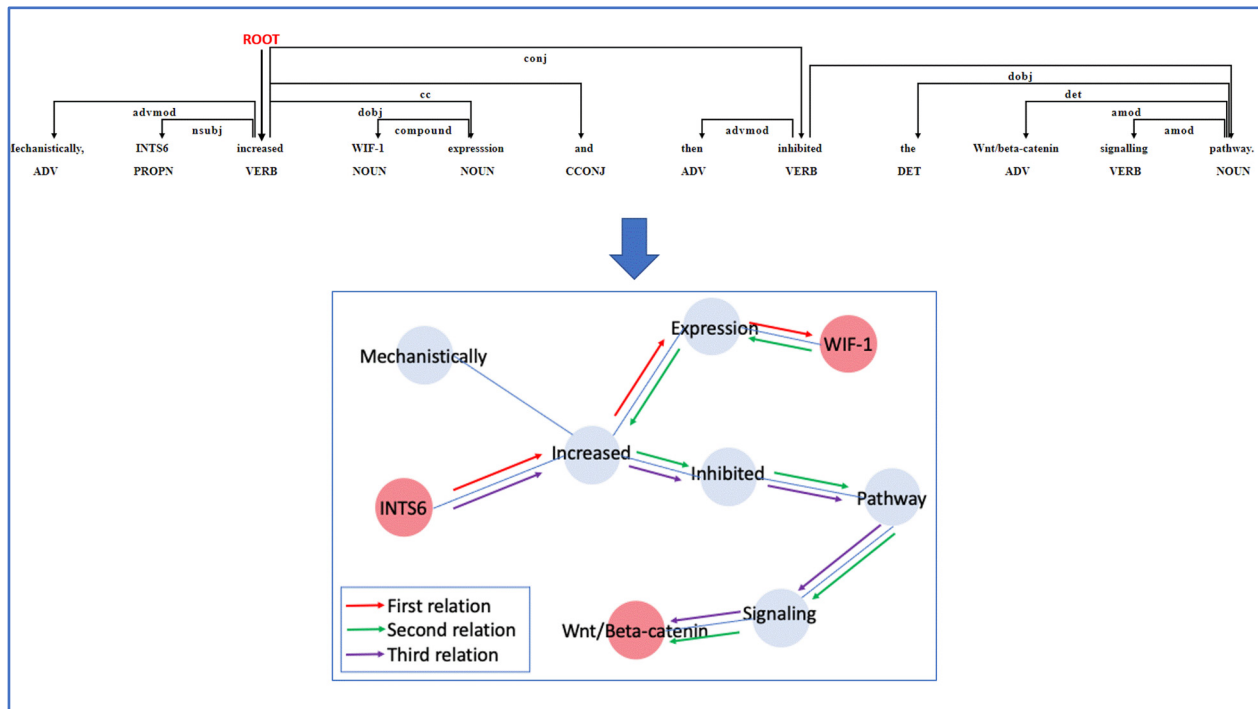 ROOT
conj
dobj
cc
det
advmod
dobj
amod
nsubj
compound
advmod
amod
lechanistically, INTS6 increased WIF-1 expresssion and then inhibited the Wnt/beta-catenin signalling pathway.
ADV PROPN VERB NOUN NOUN CCONJ ADV VERB DET ADV VERB NOUN
Expression
WIF-1
Mechanistically
Increased
Inhibited
INTS6
Pathway
First relation
Second relation
Third relation
Signaling
Wnt/Beta-catenin